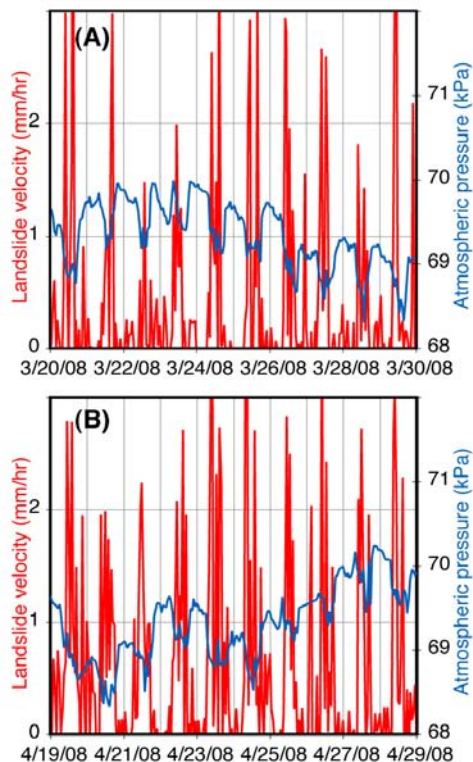 (A)
Landslide velocity (mm/hr)
2
1
0
Atmospheric pressure (kPa)
71
70
69
68
3/20/08 3/22/08 3/24/08 3/26/08 3/28/08 3/30/08
(B)
Landslide velocity (mm/hr)
2
1
0
Atmospheric pressure (kPa)
71
70
69
68
4/19/08 4/21/08 4/23/08 4/25/08 4/27/08 4/29/08